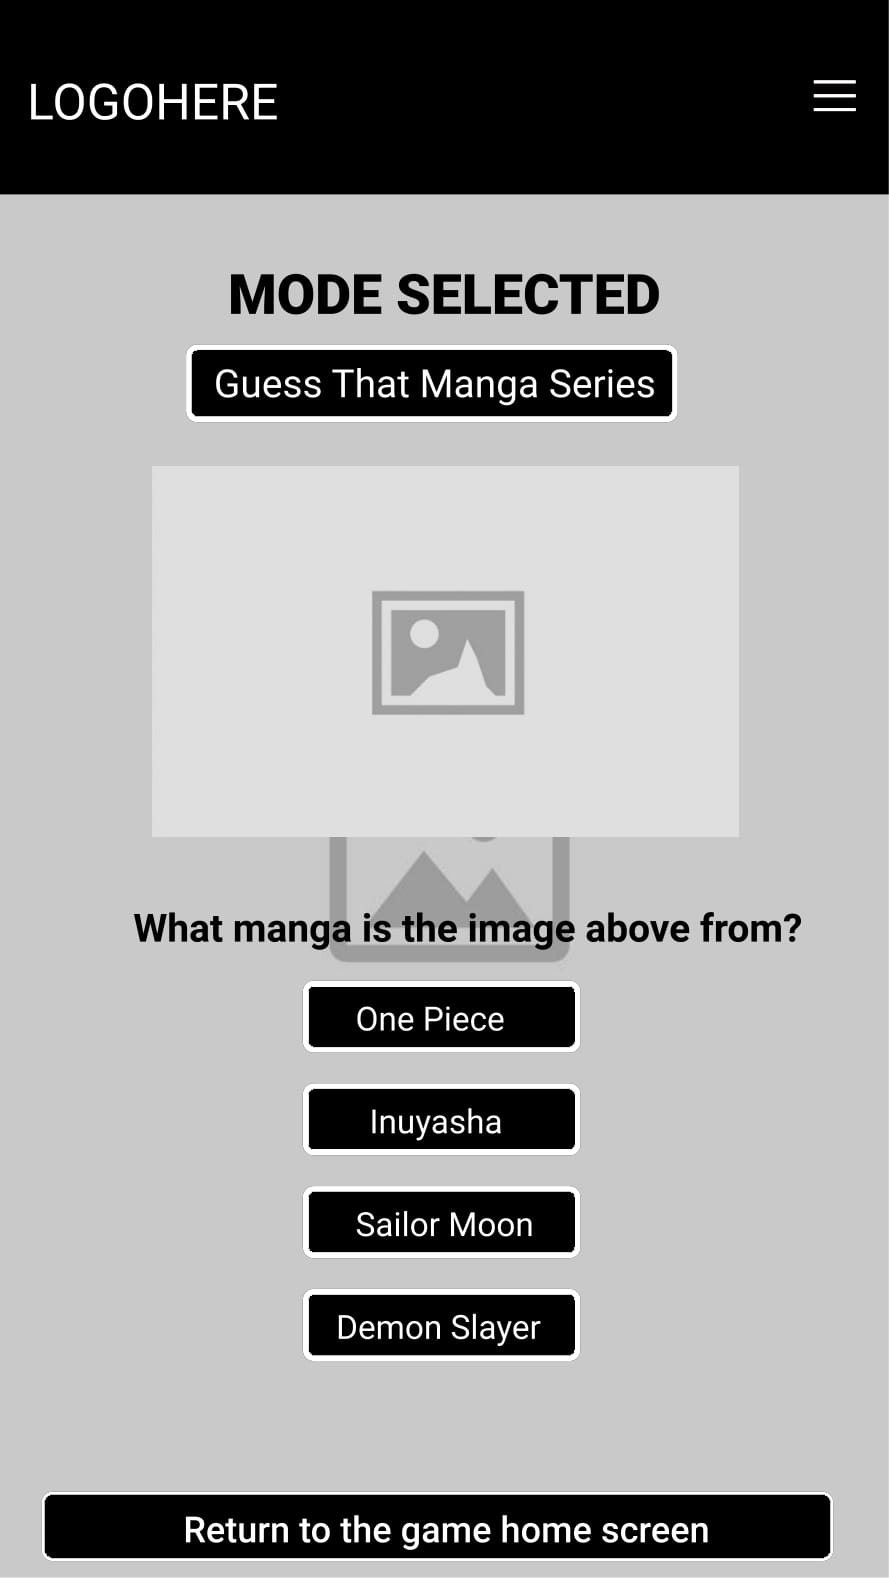 LOGOHERE
MODE SELECTED
Guess That Manga Series
What manga is the image above from?
One Piece
Inuyasha
Sailor Moon
Demon Slayer
Return to the game home screen